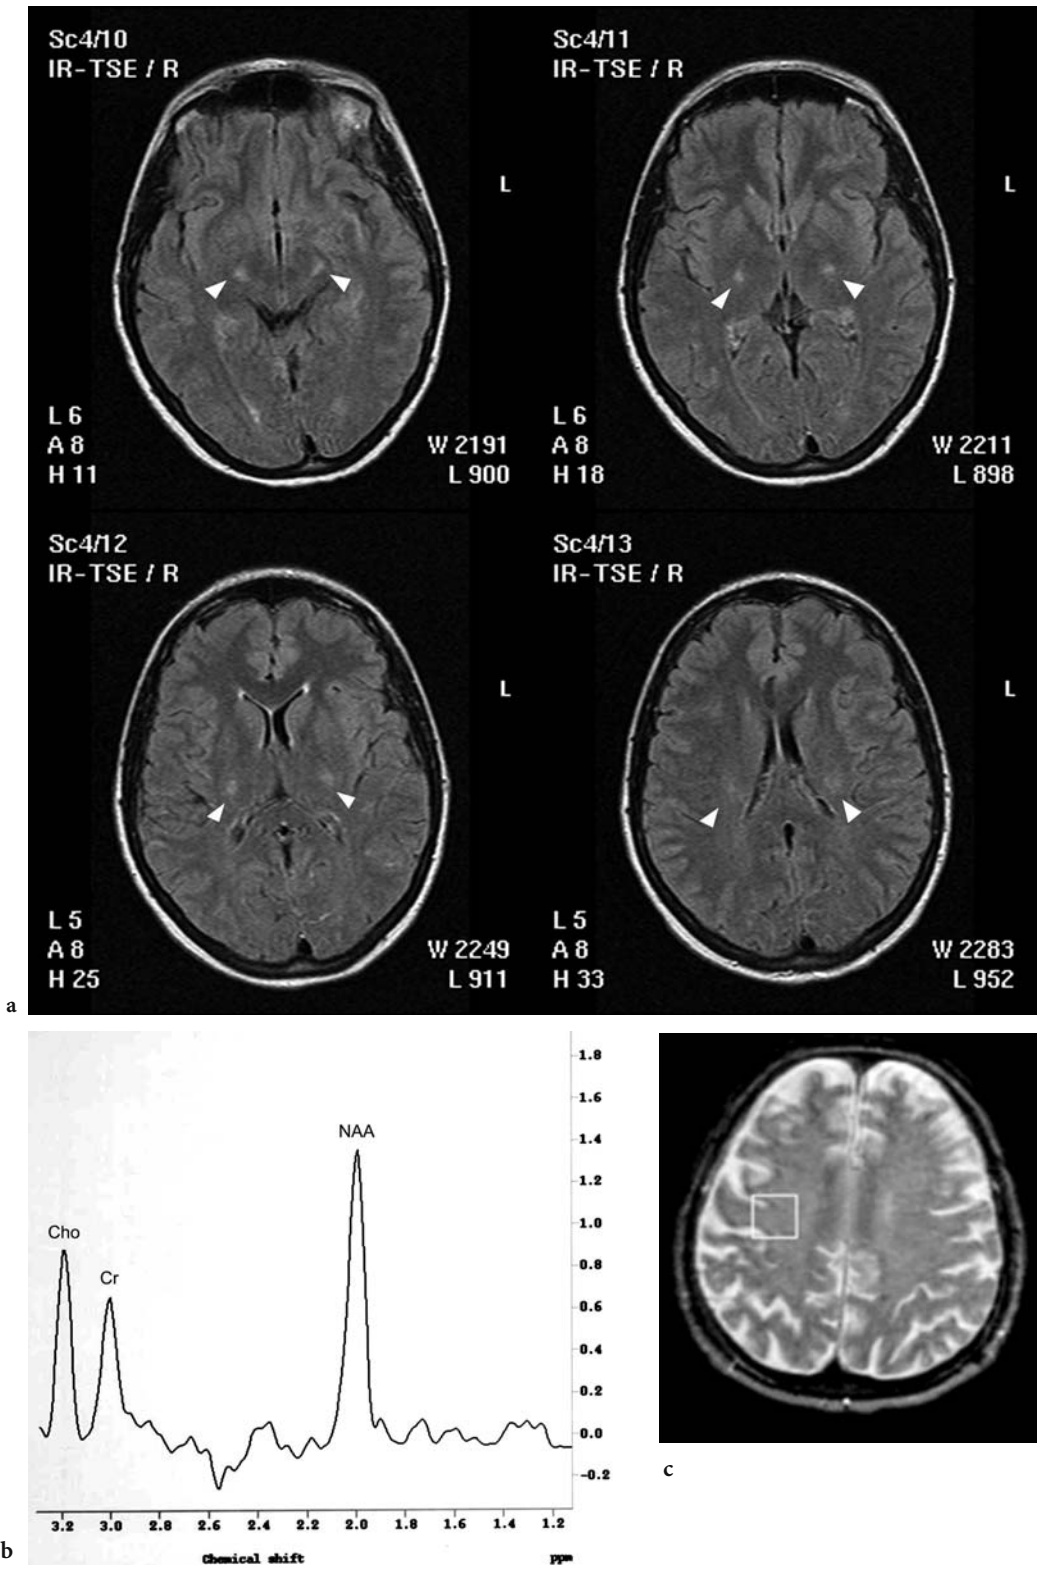 Sc4/10
IR-TSE / R
L
L 6
A 8
H 11
W 2191
L 900
Sc4/11
IR-TSE / R
L
L 6
A 8
H 18
W 2211
L 898
Sc4/12
IR-TSE / R
L
L 5
A 8
H 25
W 2249
L 911
Sc4/13
IR-TSE / R
L
L 5
A 8
H 33
W 2283
L 952
a
Cho
Cr
NAA
1.8
1.6
1.4
1.2
1.0
0.8
0.6
0.4
0.2
0.0
-0.2
3.2 3.0 2.8 2.6 2.4 2.2 2.0 1.8 1.6 1.4 1.2
Chemical shift ppm
b
c